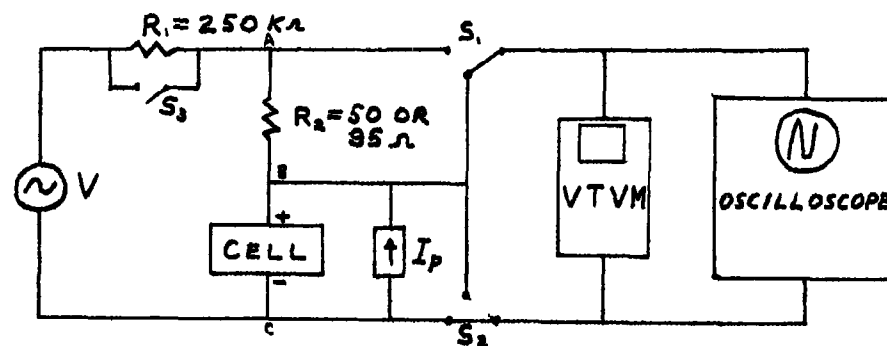 R₁ = 250 KΩ
A
S₁
S₃
R₂ = 50 OR
95 Ω
B
V
VTVM
OSCILLOSCOPE
+
CELL
-
I_P
C
S₂